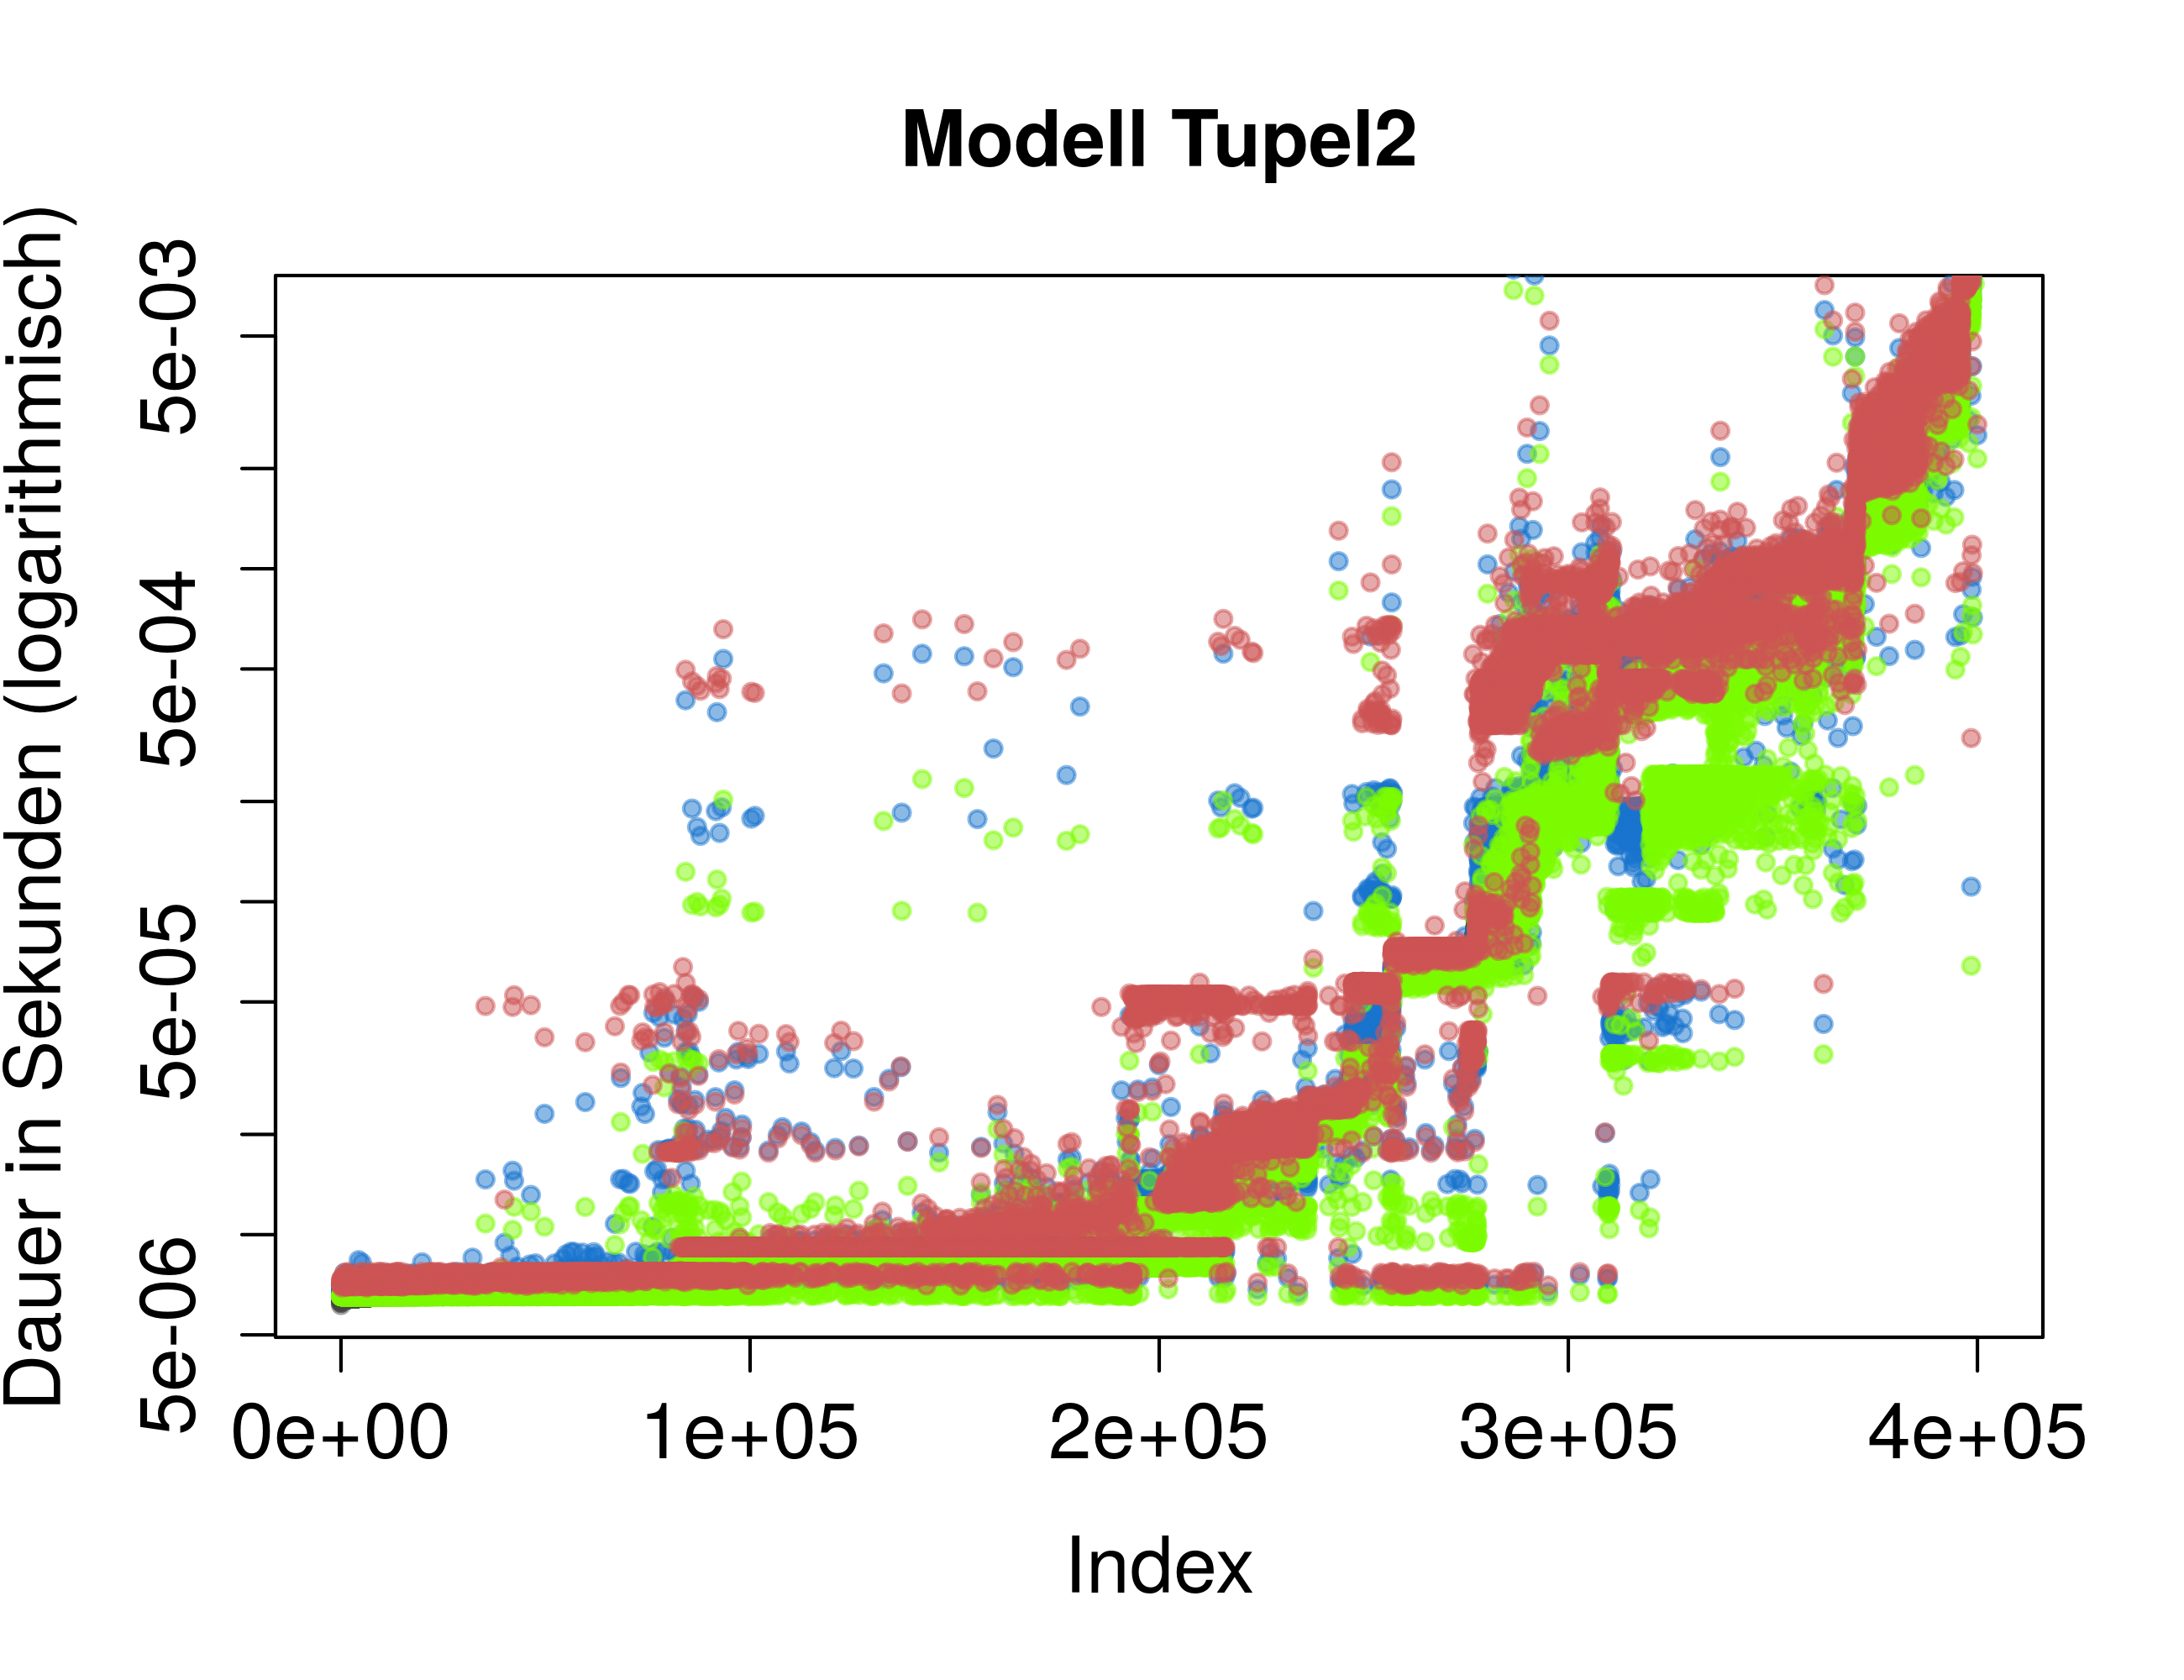 Modell Tupel2
Dauer in Sekunden (logarithmisch)
5e-03
5e-04
5e-05
5e-06
0e+00 1e+05 2e+05 3e+05 4e+05
Index